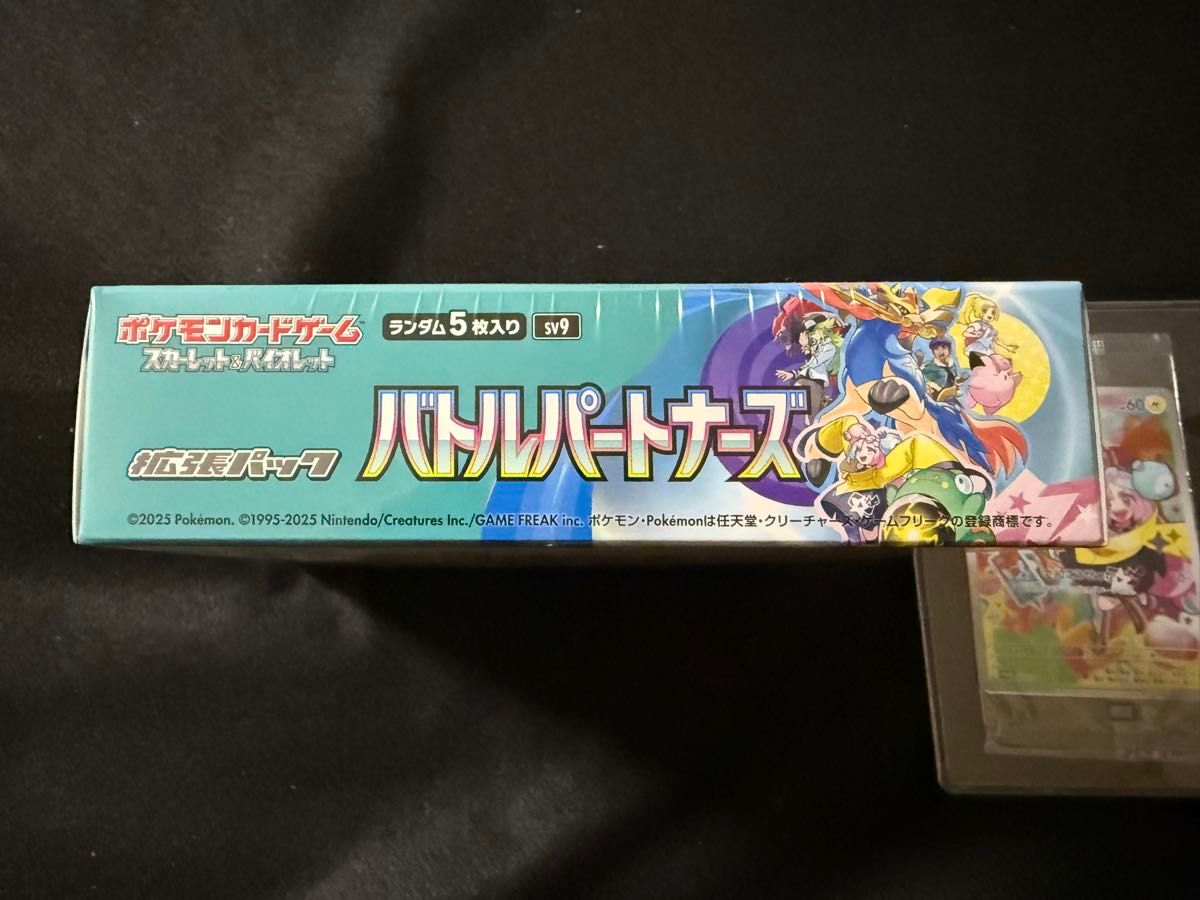 ポケモンカードゲーム
スカーレット&バイオレット
ランダム5枚入り
SV9
拡張パック
バトルパートナーズ
©2025 Pokémon. ©1995-2025 Nintendo/Creatures Inc./GAME FREAK inc. ポケモン・Pokémonは任天堂・クリーチャーズ・ゲームフリークの登録商標です。
60